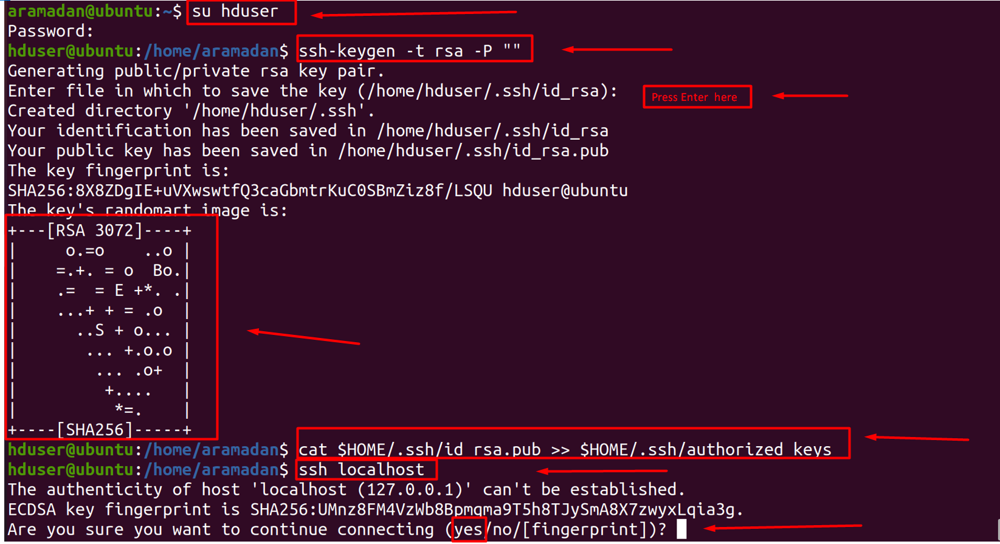 aramadan@ubuntu:~$ su hduser
Password:
hduser@ubuntu:/home/aramadan$ ssh-keygen -t rsa -P ""
Generating public/private rsa key pair.
Enter file in which to save the key (/home/hduser/.ssh/id_rsa): Press Enter here
Created directory '/home/hduser/.ssh'.
Your identification has been saved in /home/hduser/.ssh/id_rsa
Your public key has been saved in /home/hduser/.ssh/id_rsa.pub
The key fingerprint is:
SHA256:8X8ZDgIE+uVXwswtfQ3caGbmtrKuC0SBmZiz8f/LSQU hduser@ubuntu
The key's randomart image is:
+---[RSA 3072]----+
|     o.=o    ..o |
|    =.+. = o  Bo.|
|    .=  = E +*. .|
|    ...+ + = .o  |
|      ..S + o... |
|       ... +.o.o |
|        ... .o+  |
|         +....   |
|          *=.    |
+----[SHA256]-----+
hduser@ubuntu:/home/aramadan$ cat $HOME/.ssh/id_rsa.pub >> $HOME/.ssh/authorized_keys
hduser@ubuntu:/home/aramadan$ ssh localhost
The authenticity of host 'localhost (127.0.0.1)' can't be established.
ECDSA key fingerprint is SHA256:UMnz8FM4VzWb8Bpmqma9T5h8TJySmA8X7zwyxLqia3g.
Are you sure you want to continue connecting (yes/no/[fingerprint])?